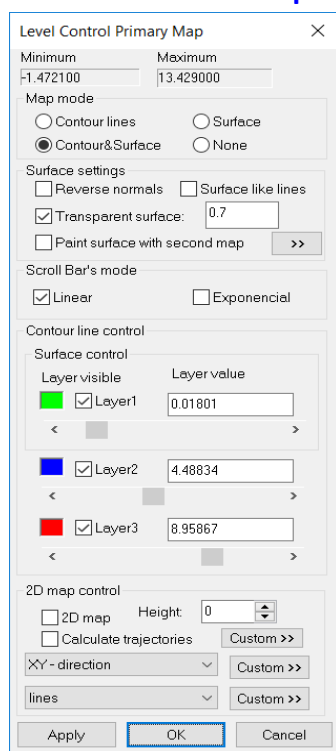 Level Control Primary Map
Minimum Maximum
-1.472100 13.429000
Map mode
Contour lines Surface
Contour&Surface None
Surface settings
Reverse normals Surface like lines
Transparent surface: 0.7
Paint surface with second map >>
Scroll Bar's mode
Linear Exponencial
Contour line control
Surface control
Layer visible Layer value
Layer1 0.01801
Layer2 4.48834
Layer3 8.95867
2D map control
2D map Height: 0
Calculate trajectories Custom >>
XY - direction Custom >>
lines Custom >>
Apply OK Cancel